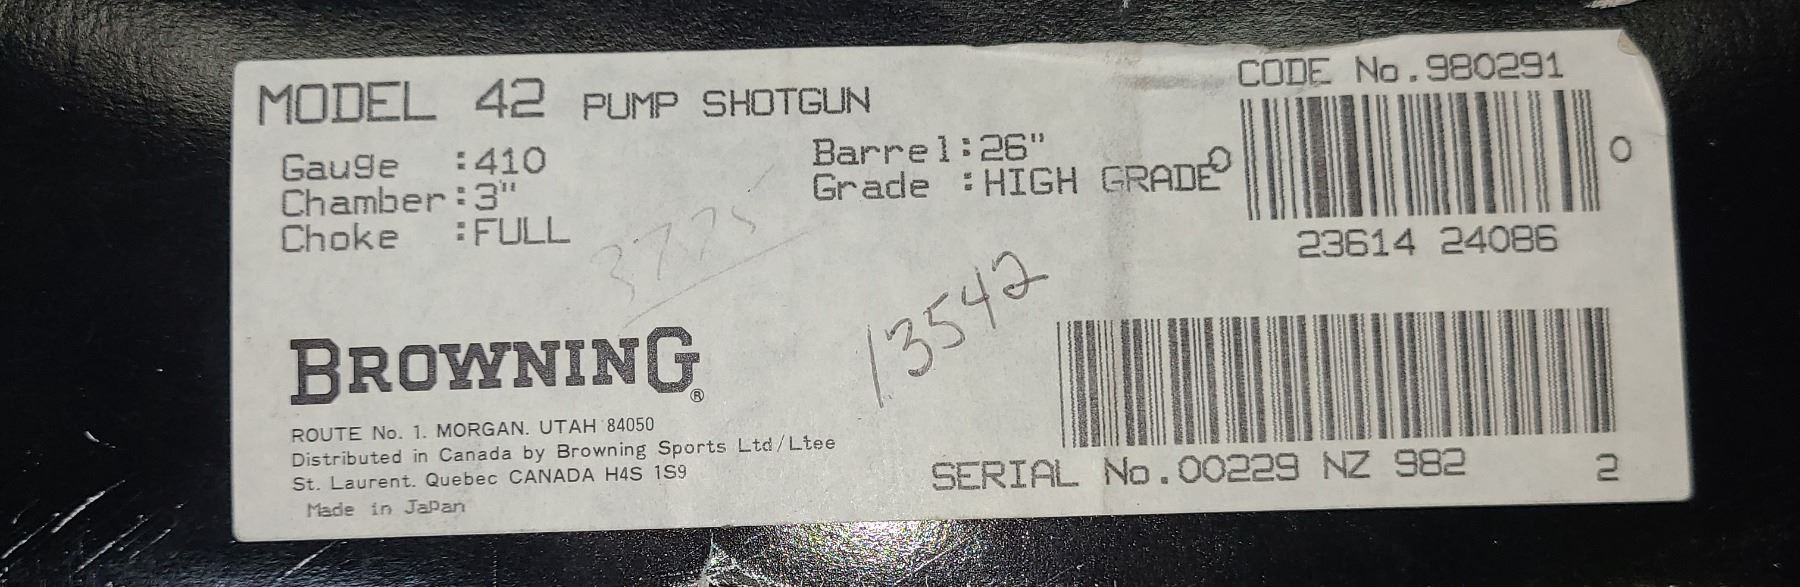 MODEL 42 PUMP SHOTGUN
CODE No.980291
Gauge :410
Barrel:26"
Chamber:3"
Grade :HIGH GRADE
Choke :FULL
0
0
23614 24086
3775
13542
BROWNING®
ROUTE No. 1. MORGAN. UTAH 84050
Distributed in Canada by Browning Sports Ltd/Ltee
St. Laurent. Quebec CANADA H4S 1S9
Made in Japan
SERIAL No.00229 NZ 982
2